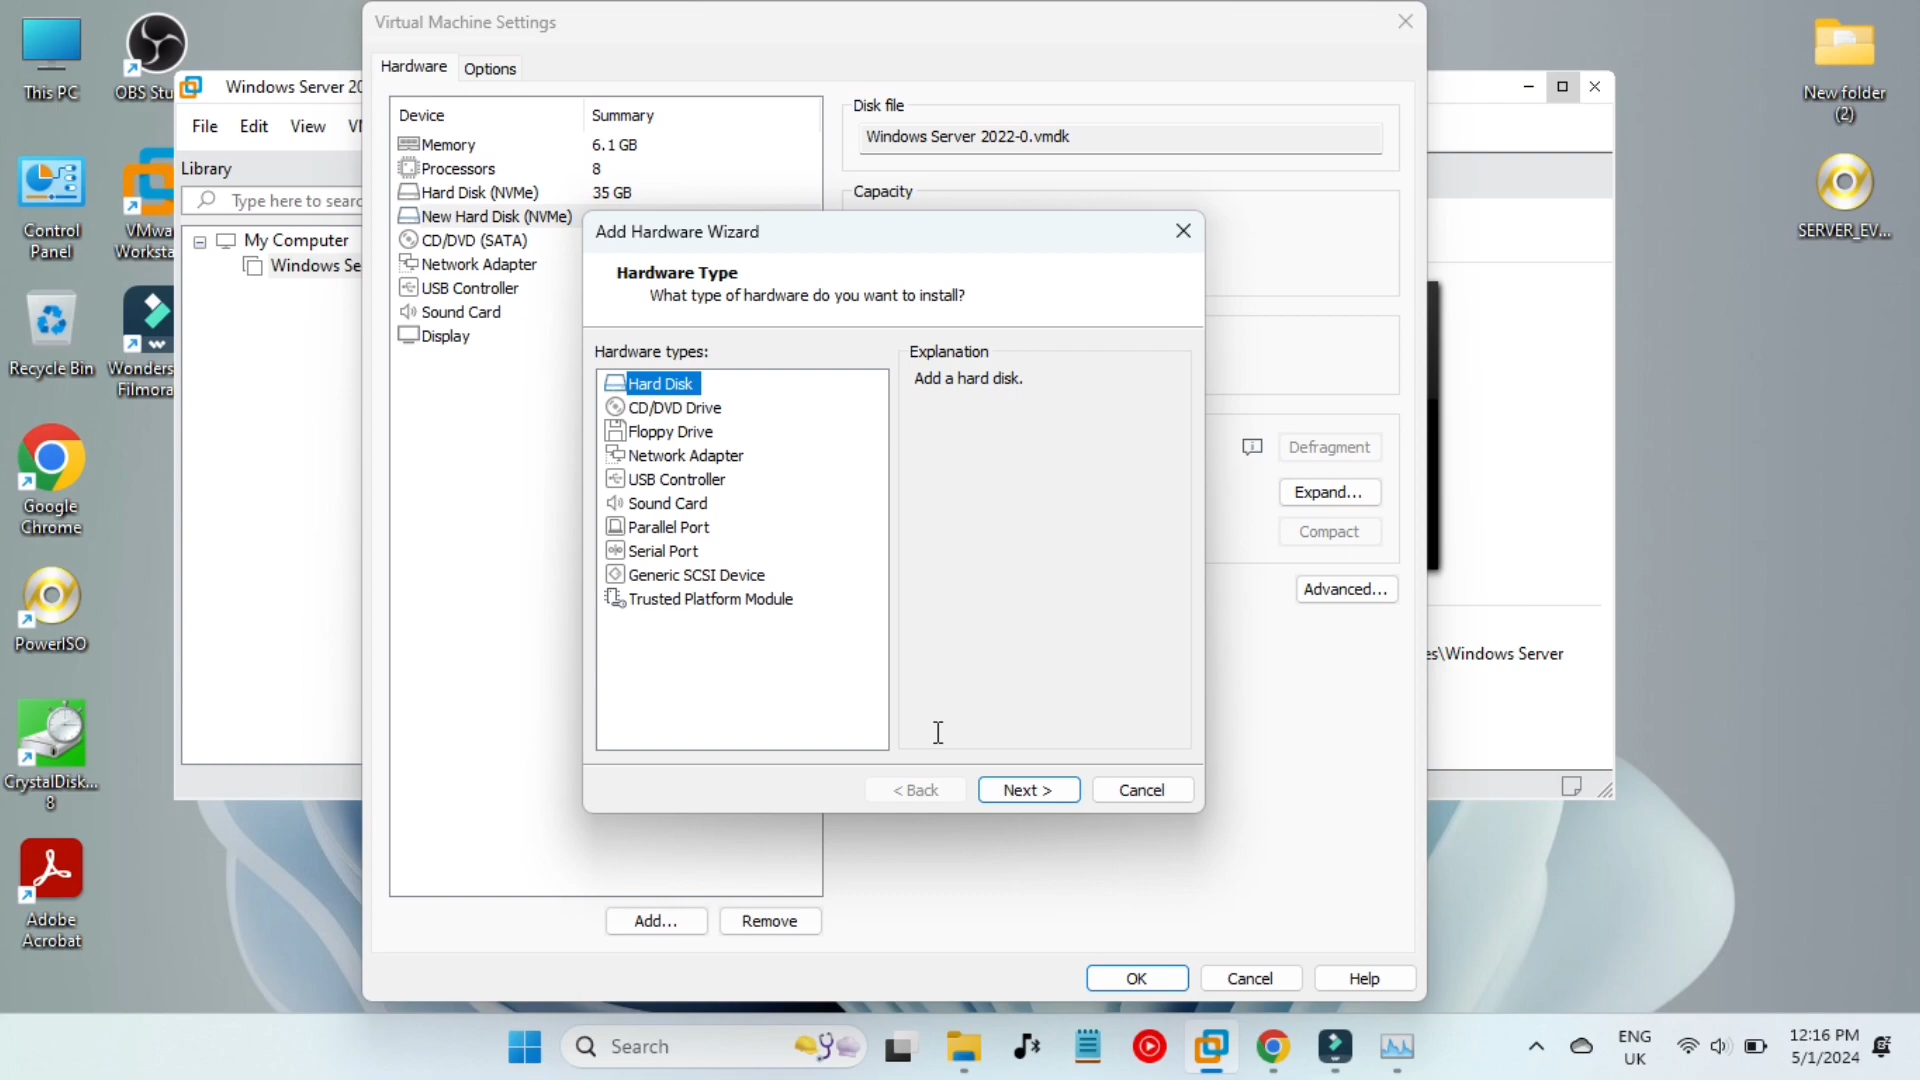 Virtual Machine Settings
Hardware
Options
Device
Summary
Memory
6.1 GB
Processors
8
Hard Disk (NVMe)
35 GB
New Hard Disk (NVMe)
CD/DVD (SATA)
Network Adapter
USB Controller
Sound Card
Display
Add...
Remove
Disk file
Windows Server 2022-0.vmdk
Capacity
Defragment
Expand...
Compact
Advanced...
OK
Cancel
Help
Add Hardware Wizard
Hardware Type
What type of hardware do you want to install?
Hardware types:
Hard Disk
CD/DVD Drive
Floppy Drive
Network Adapter
USB Controller
Sound Card
Parallel Port
Serial Port
Generic SCSI Device
Trusted Platform Module
Explanation
Add a hard disk.
< Back
Next >
Cancel
Windows Server 20
File
Edit
View
Library
Type here to searc
My Computer
Windows Se
es\Windows Server
This PC
OBS Stu
Control
Panel
VMwa
Worksta
Recycle Bin
Wonders
Filmora
Google
Chrome
PowerISO
CrystalDisk...
8
Adobe
Acrobat
New folder
(2)
SERVER_EV...
Search
ENG
UK
12:16 PM
5/1/2024